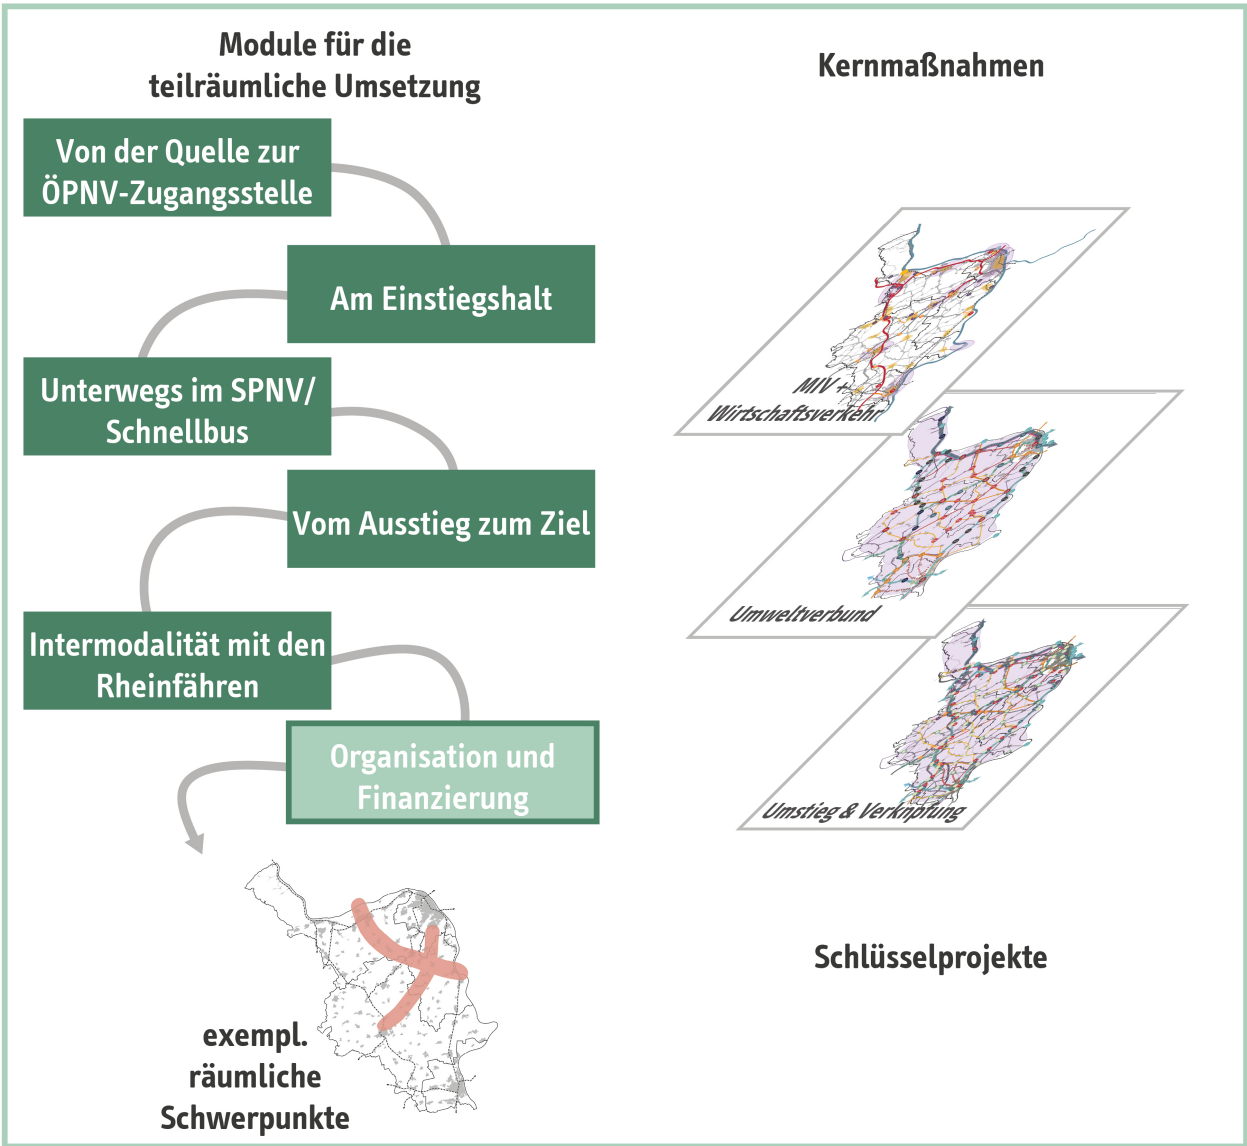 Module für die
teilräumliche Umsetzung
Von der Quelle zur
ÖPNV-Zugangsstelle
Am Einstiegshalt
Unterwegs im SPNV/
Schnellbus
Vom Ausstieg zum Ziel
Intermodalität mit den
Rheinfähren
Organisation und
Finanzierung
exempl.
räumliche
Schwerpunkte
Kernmaßnahmen
MIV +
Wirtschaftsverkehr
Umweltverbund
Umstieg & Verknpfung
Schlüsselprojekte